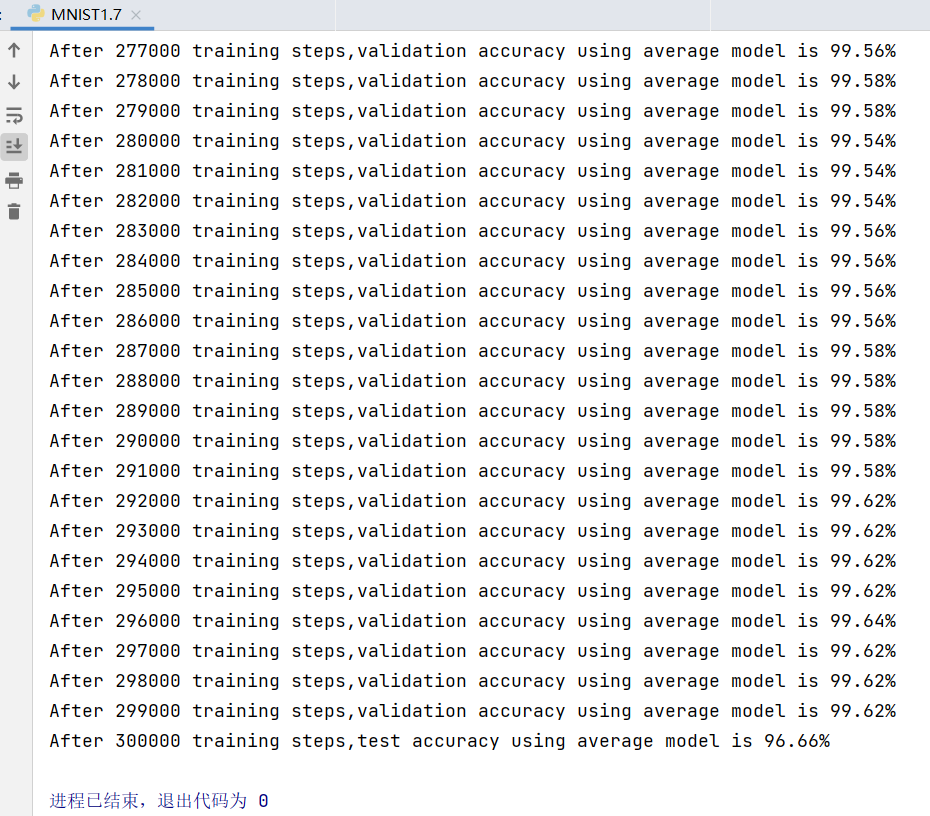 MNIST1.7
After 277000 training steps,validation accuracy using average model is 99.56%
After 278000 training steps,validation accuracy using average model is 99.58%
After 279000 training steps,validation accuracy using average model is 99.58%
After 280000 training steps,validation accuracy using average model is 99.54%
After 281000 training steps,validation accuracy using average model is 99.54%
After 282000 training steps,validation accuracy using average model is 99.54%
After 283000 training steps,validation accuracy using average model is 99.56%
After 284000 training steps,validation accuracy using average model is 99.56%
After 285000 training steps,validation accuracy using average model is 99.56%
After 286000 training steps,validation accuracy using average model is 99.56%
After 287000 training steps,validation accuracy using average model is 99.58%
After 288000 training steps,validation accuracy using average model is 99.58%
After 289000 training steps,validation accuracy using average model is 99.58%
After 290000 training steps,validation accuracy using average model is 99.58%
After 291000 training steps,validation accuracy using average model is 99.58%
After 292000 training steps,validation accuracy using average model is 99.62%
After 293000 training steps,validation accuracy using average model is 99.62%
After 294000 training steps,validation accuracy using average model is 99.62%
After 295000 training steps,validation accuracy using average model is 99.62%
After 296000 training steps,validation accuracy using average model is 99.64%
After 297000 training steps,validation accuracy using average model is 99.62%
After 298000 training steps,validation accuracy using average model is 99.62%
After 299000 training steps,validation accuracy using average model is 99.62%
After 300000 training steps,test accuracy using average model is 96.66%
进程已结束，退出代码为 0